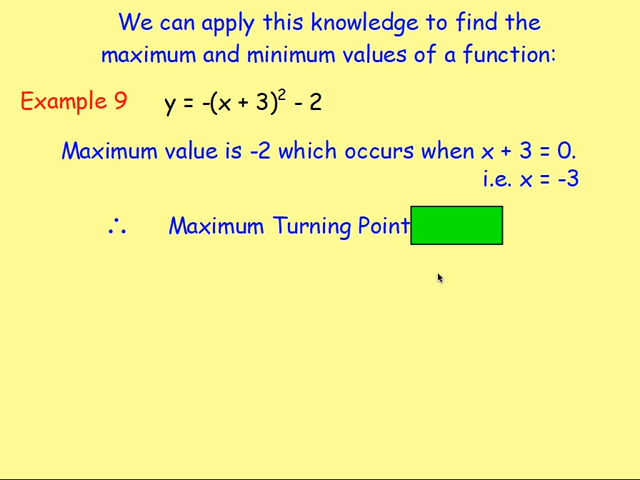 We can apply this knowledge to find the
maximum and minimum values of a function:
Example 9 y = -(x + 3)² - 2
Maximum value is -2 which occurs when x + 3 = 0.
i.e. x = -3
∴ Maximum Turning Point